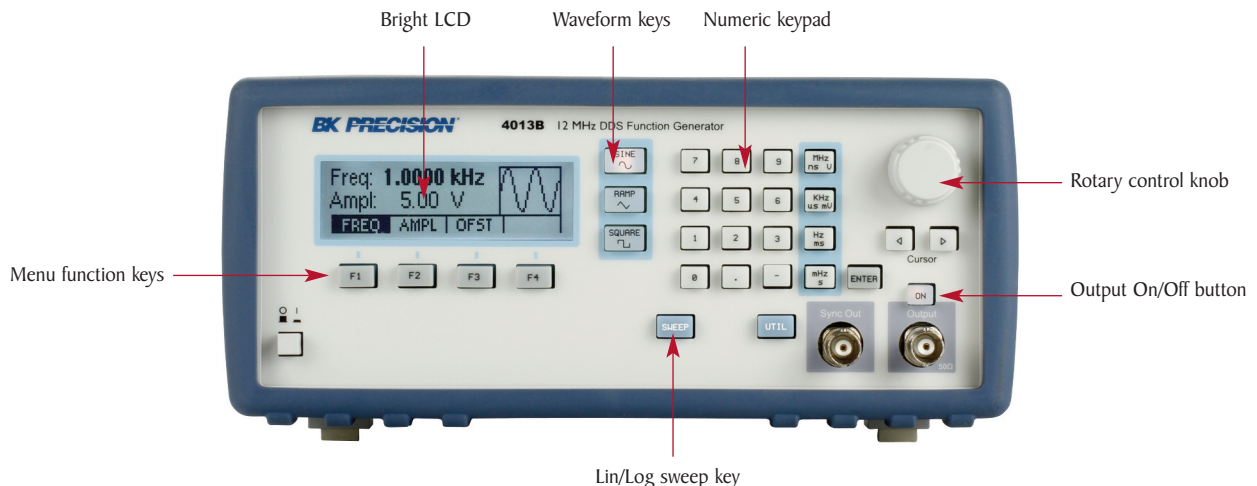 Bright LCD
Waveform keys
Numeric keypad
BK PRECISION
4013B 12 MHz DDS Function Generator
Freq: 1.0000 kHz
Ampl: 5.00 V
FREQ AMPL OFST
SINE
RAMP
SQUARE
7 8 9 MHz ns V
4 5 6 KHz us mV
1 2 3 Hz ms
0 . - mHz s ENTER
Cursor
Rotary control knob
Menu function keys
F1 F2 F3 F4
ON
Output On/Off button
O I
SWEEP
UTIL
Sync Out
Output
50Ω
Lin/Log sweep key